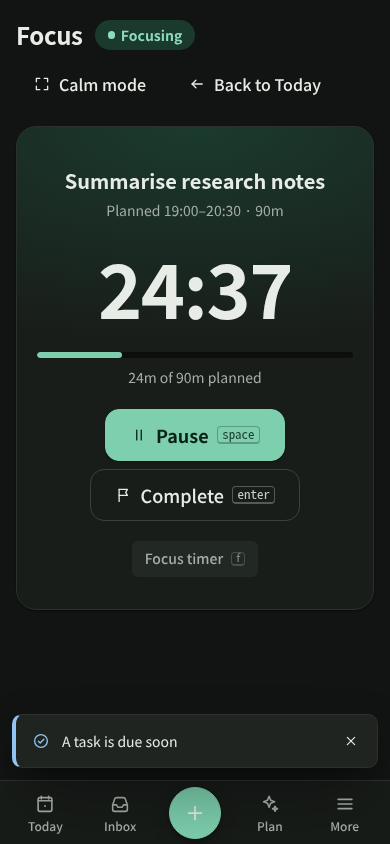 Focus
Focusing
Calm mode
Back to Today
Summarise research notes
Planned 19:00–20:30 · 90m
24:37
24m of 90m planned
Pause space
Complete enter
Focus timer f
A task is due soon
Today Inbox Plan More